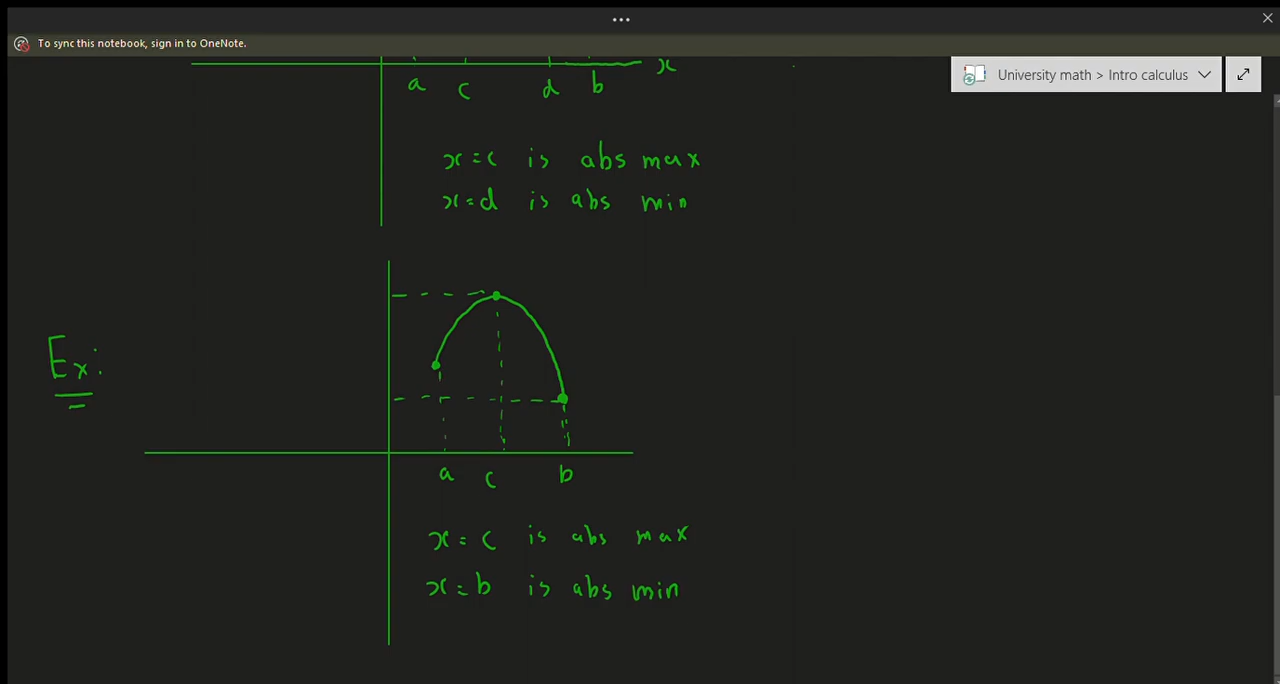 To sync this notebook, sign in to OneNote.
University math > Intro calculus
x
a c d b
x=c is abs max
x=d is abs min
Ex:
a c b
x=c is abs max
x=b is abs min